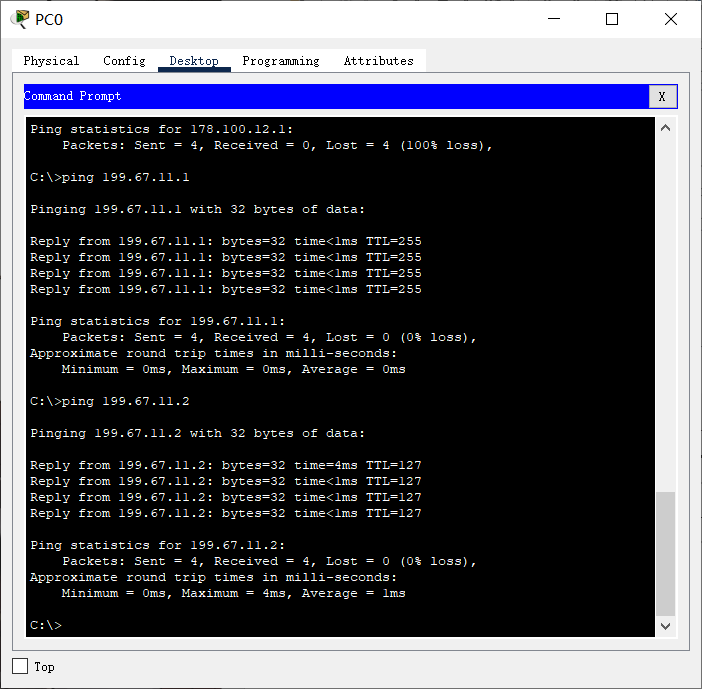 PC0
Physical Config Desktop Programming Attributes
Command Prompt X
Ping statistics for 178.100.12.1:
    Packets: Sent = 4, Received = 0, Lost = 4 (100% loss),
C:\>ping 199.67.11.1
Pinging 199.67.11.1 with 32 bytes of data:
Reply from 199.67.11.1: bytes=32 time<1ms TTL=255
Reply from 199.67.11.1: bytes=32 time<1ms TTL=255
Reply from 199.67.11.1: bytes=32 time<1ms TTL=255
Reply from 199.67.11.1: bytes=32 time<1ms TTL=255
Ping statistics for 199.67.11.1:
    Packets: Sent = 4, Received = 4, Lost = 0 (0% loss),
Approximate round trip times in milli-seconds:
    Minimum = 0ms, Maximum = 0ms, Average = 0ms
C:\>ping 199.67.11.2
Pinging 199.67.11.2 with 32 bytes of data:
Reply from 199.67.11.2: bytes=32 time=4ms TTL=127
Reply from 199.67.11.2: bytes=32 time<1ms TTL=127
Reply from 199.67.11.2: bytes=32 time<1ms TTL=127
Reply from 199.67.11.2: bytes=32 time<1ms TTL=127
Ping statistics for 199.67.11.2:
    Packets: Sent = 4, Received = 4, Lost = 0 (0% loss),
Approximate round trip times in milli-seconds:
    Minimum = 0ms, Maximum = 4ms, Average = 1ms
C:\>
Top